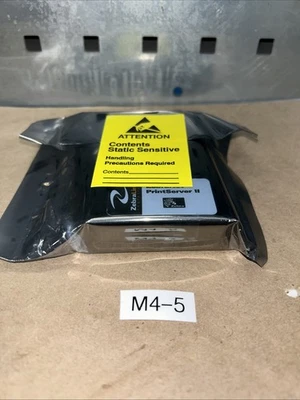 ATTENTION
Contents
Static Sensitive
Handling
Precautions Required
Contents
PrintServer II
M4-5